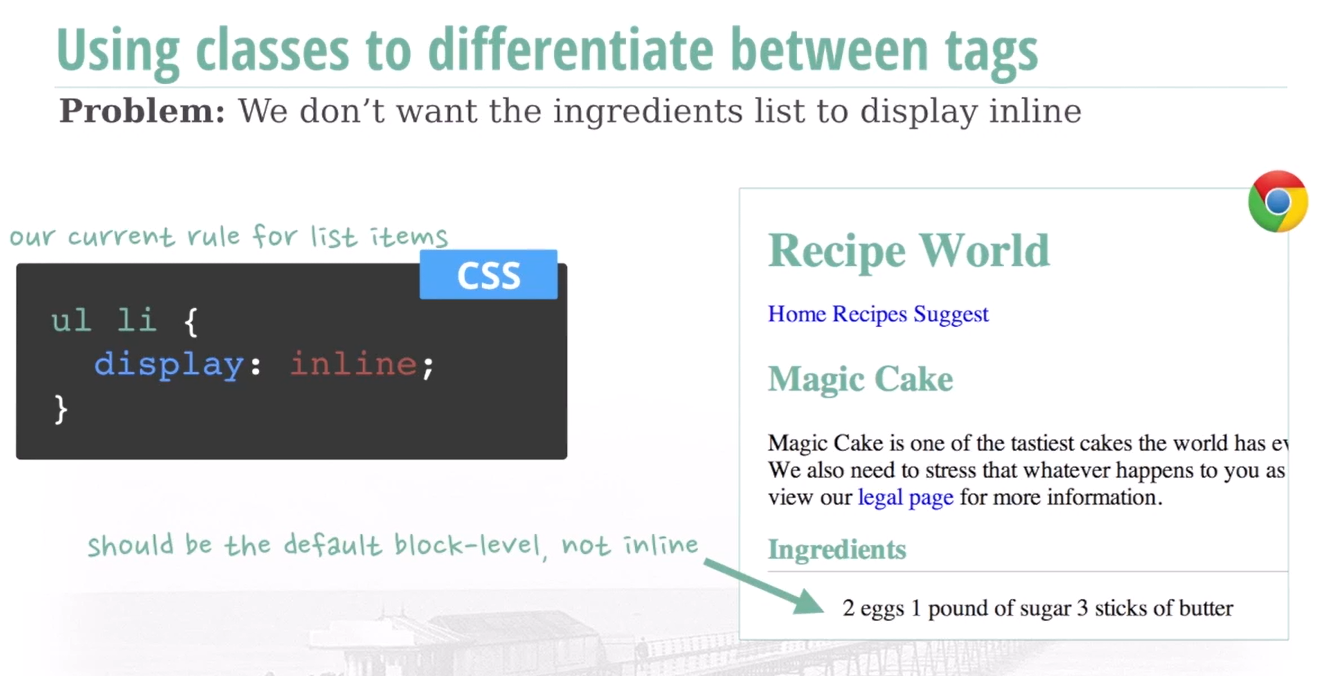 Using classes to differentiate between tags
Problem: We don’t want the ingredients list to display inline
our current rule for list items
CSS
ul li {
display: inline;
}
should be the default block-level, not inline
Recipe World
Home Recipes Suggest
Magic Cake
Magic Cake is one of the tastiest cakes the world has ev
We also need to stress that whatever happens to you as
view our legal page for more information.
Ingredients
2 eggs 1 pound of sugar 3 sticks of butter